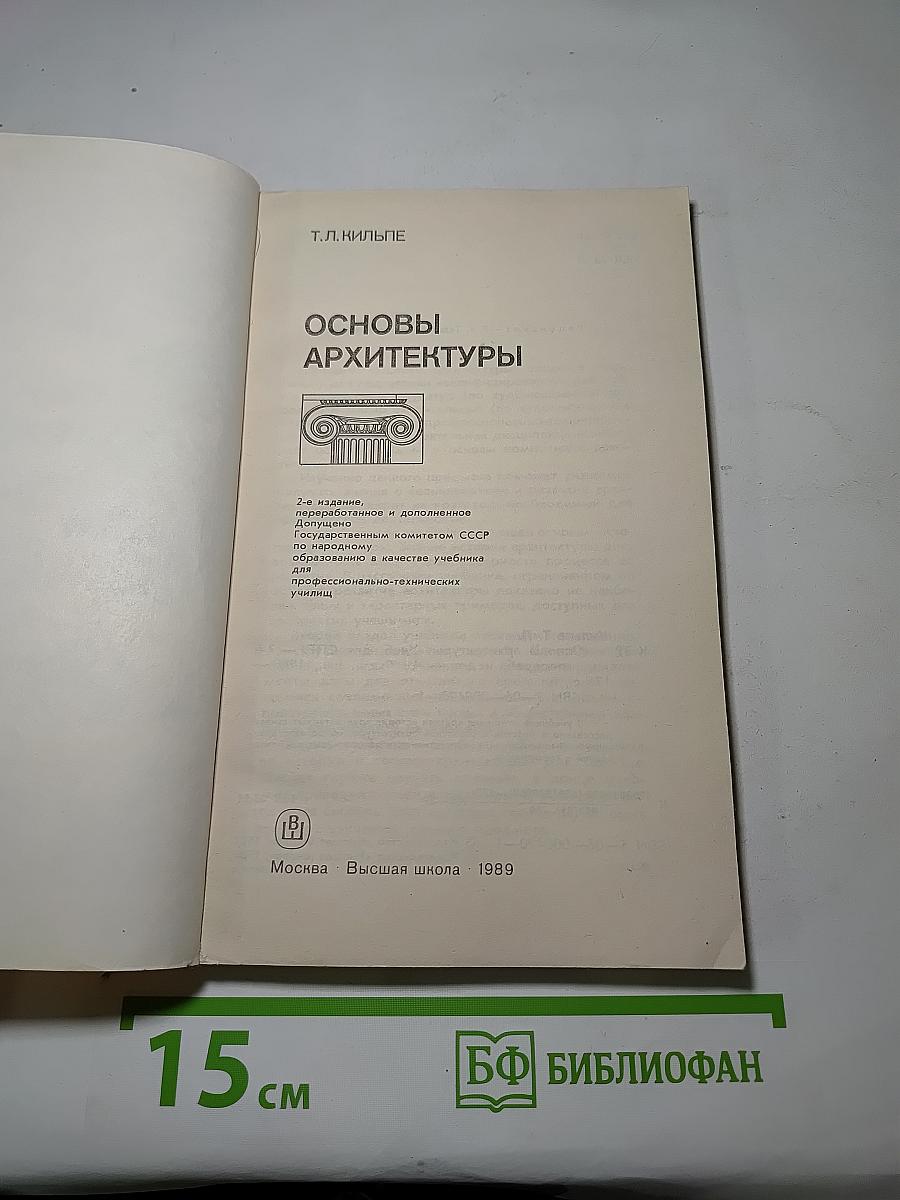 Т.Л.КИЛЬПЕ
ОСНОВЫ
АРХИТЕКТУРЫ
2-е издание,
переработанное и дополненное
Допущено
Государственным комитетом СССР
по народному
образованию в качестве учебника
для
профессионально-технических
училищ
ВШ
Москва · Высшая школа · 1989
15 см
БФ БИБЛИОФАН